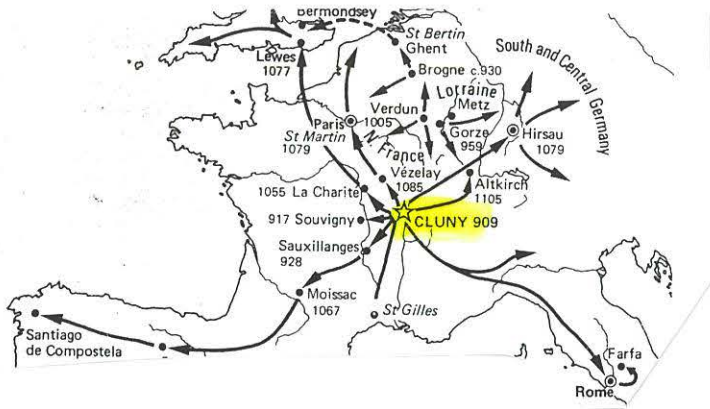 Bermondsey
St Bertin
Ghent
Lewes
1077
Brogne c.930
South and Central Germany
Lorraine
Metz
Verdun
1005
Paris
St Martin
1079
N. France
Gorze
959
Hirsau
1079
Vézelay
1085
Altkirch
1105
1055 La Charite
917 Souvigny
CLUNY 909
Sauxillanges
928
Moissac
1067
St Gilles
Santiago
de Compostela
Farfa
Rome